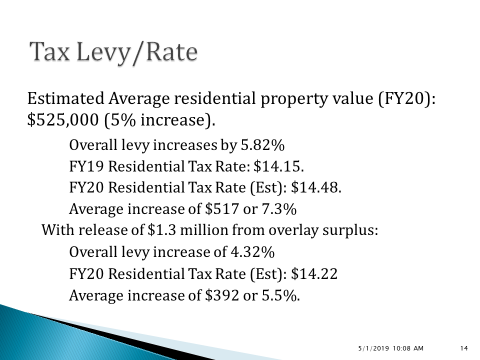 Tax Levy/Rate
Estimated Average residential property value (FY20):
$525,000 (5% increase).
Overall levy increases by 5.82%
FY19 Residential Tax Rate: $14.15.
FY20 Residential Tax Rate (Est): $14.48.
Average increase of $517 or 7.3%
With release of $1.3 million from overlay surplus:
Overall levy increase of 4.32%
FY20 Residential Tax Rate (Est): $14.22
Average increase of $392 or 5.5%.
5/1/2019 10:08 AM 14